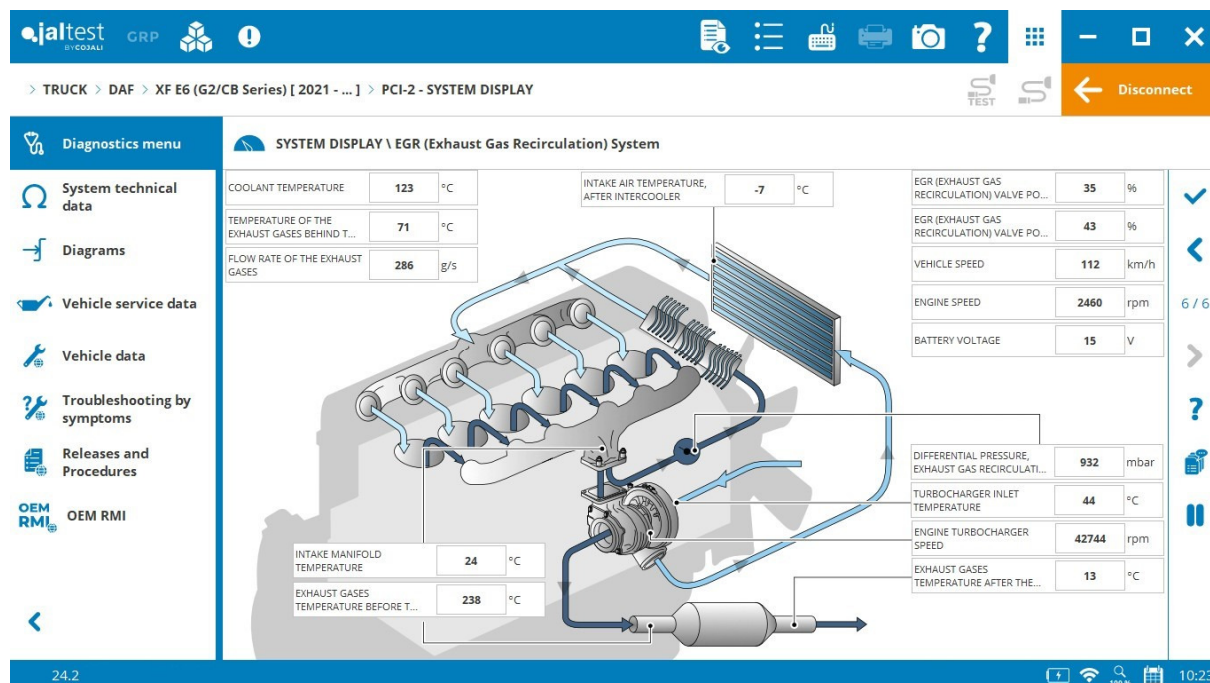 jaltest GRP
BYCOJALI
> TRUCK > DAF > XF E6 (G2/CB Series) [ 2021 - ... ] > PCI-2 - SYSTEM DISPLAY
TEST
Disconnect
Diagnostics menu
SYSTEM DISPLAY \ EGR (Exhaust Gas Recirculation) System
System technical
data
Diagrams
Vehicle service data
Vehicle data
Troubleshooting by
symptoms
Releases and
Procedures
OEM
RMI
OEM RMI
COOLANT TEMPERATURE 123 °C
TEMPERATURE OF THE
EXHAUST GASES BEHIND T... 71 °C
FLOW RATE OF THE EXHAUST
GASES 286 g/s
INTAKE AIR TEMPERATURE,
AFTER INTERCOOLER -7 °C
EGR (EXHAUST GAS
RECIRCULATION) VALVE PO... 35 %
EGR (EXHAUST GAS
RECIRCULATION) VALVE PO... 43 %
VEHICLE SPEED 112 km/h
ENGINE SPEED 2460 rpm
BATTERY VOLTAGE 15 V
6 / 6
DIFFERENTIAL PRESSURE,
EXHAUST GAS RECIRCULATI... 932 mbar
TURBOCHARGER INLET
TEMPERATURE 44 °C
ENGINE TURBOCHARGER
SPEED 42744 rpm
EXHAUST GASES
TEMPERATURE AFTER THE... 13 °C
INTAKE MANIFOLD
TEMPERATURE 24 °C
EXHAUST GASES
TEMPERATURE BEFORE T... 238 °C
24.2
100 %
10:23